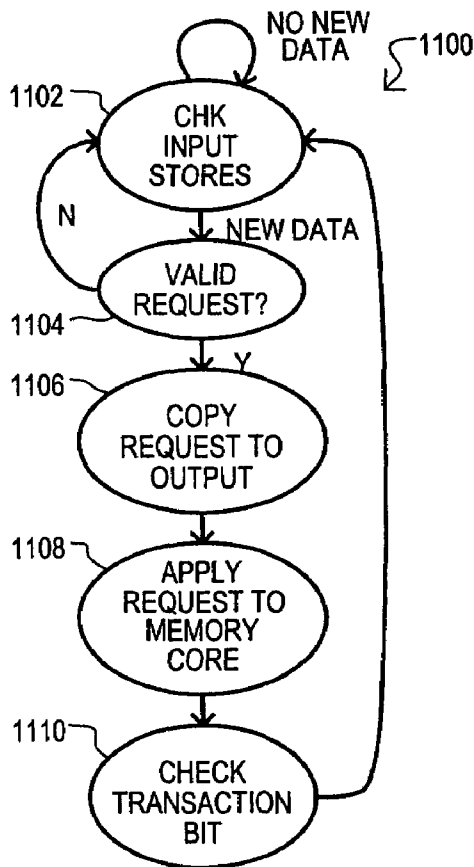 NO NEW
DATA
1100
1102
CHK
INPUT
STORES
N
NEW DATA
VALID
REQUEST?
1104
Y
1106
COPY
REQUEST TO
OUTPUT
1108
APPLY
REQUEST TO
MEMORY
CORE
1110
CHECK
TRANSACTION
BIT